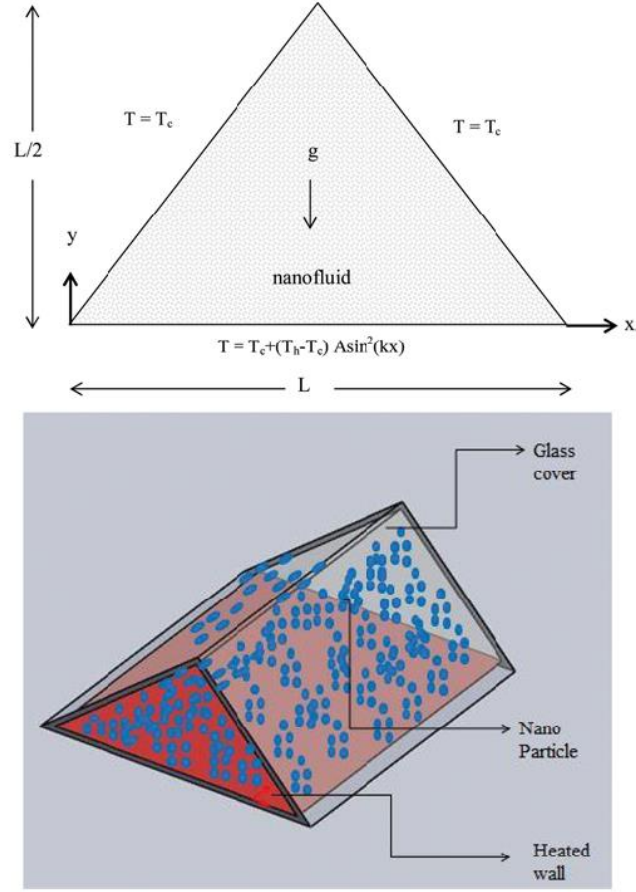 T = Tc
T = Tc
L/2
g
y
nanofluid
x
T = Tc+(Th-Tc) Asin²(kx)
L
Glass
cover
Nano
Particle
Heated
wall